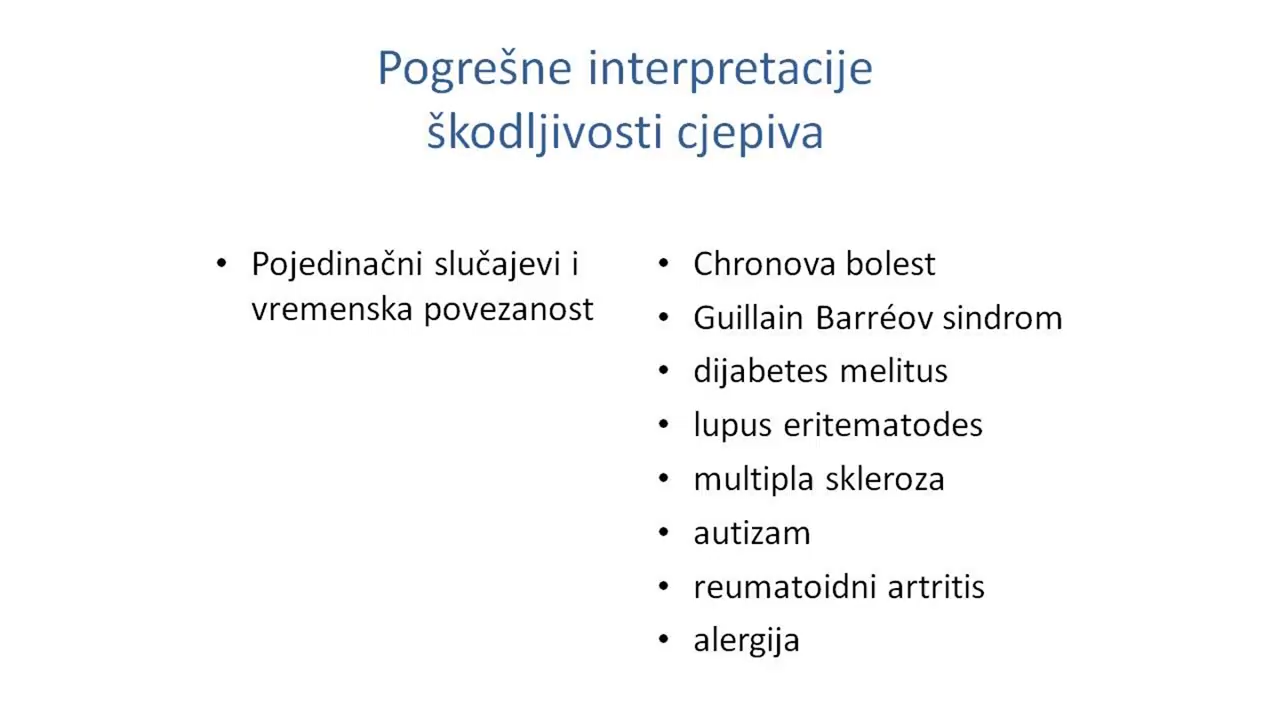 Pogrešne interpretacije
škodljivosti cjepiva
• Pojedinačni slučajevi i
vremenska povezanost
• Chronova bolest
• Guillain Barréov sindrom
• dijabetes melitus
• lupus eritematodes
• multipla skleroza
• autizam
• reumatoidni artritis
• alergija